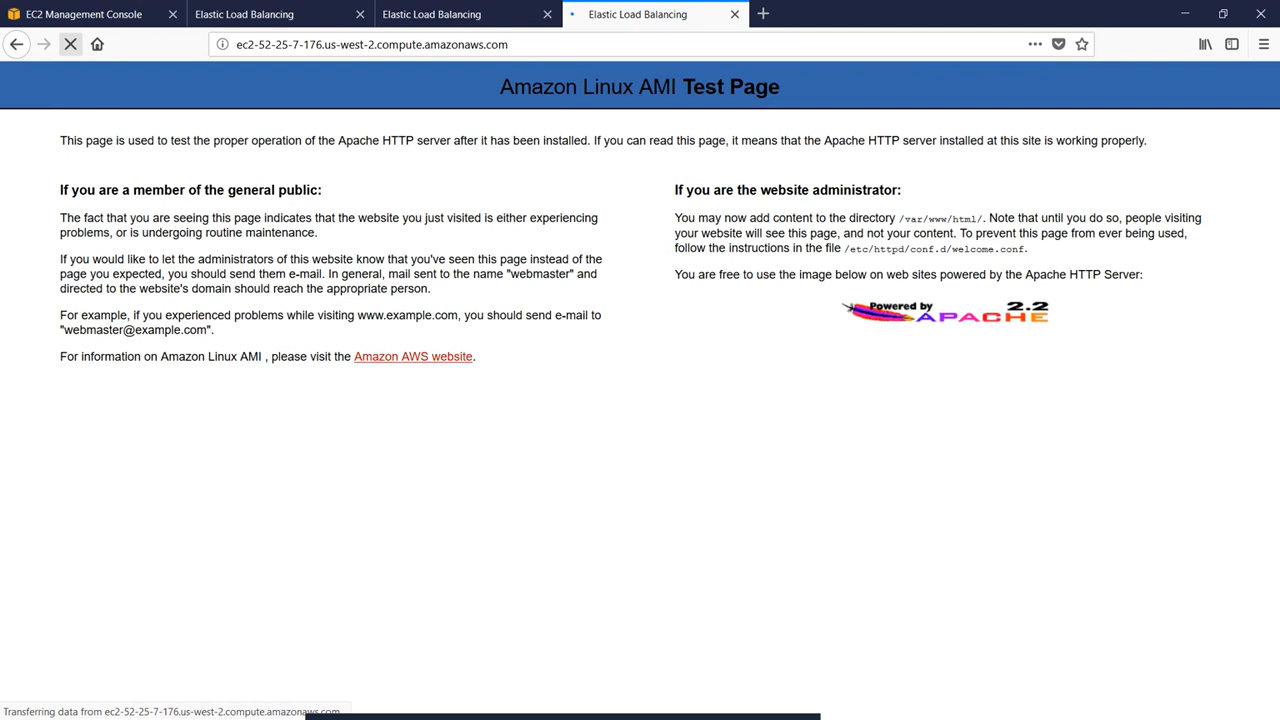 EC2 Management Console
Elastic Load Balancing
Elastic Load Balancing
Elastic Load Balancing
ec2-52-25-7-176.us-west-2.compute.amazonaws.com
Amazon Linux AMI Test Page
This page is used to test the proper operation of the Apache HTTP server after it has been installed. If you can read this page, it means that the Apache HTTP server installed at this site is working properly.
If you are a member of the general public:
The fact that you are seeing this page indicates that the website you just visited is either experiencing
problems, or is undergoing routine maintenance.
If you would like to let the administrators of this website know that you've seen this page instead of the
page you expected, you should send them e-mail. In general, mail sent to the name "webmaster" and
directed to the website's domain should reach the appropriate person.
For example, if you experienced problems while visiting www.example.com, you should send e-mail to
"webmaster@example.com".
For information on Amazon Linux AMI , please visit the Amazon AWS website.
If you are the website administrator:
You may now add content to the directory /var/www/html/. Note that until you do so, people visiting
your website will see this page, and not your content. To prevent this page from ever being used,
follow the instructions in the file /etc/httpd/conf.d/welcome.conf.
You are free to use the image below on web sites powered by the Apache HTTP Server:
Powered by 2.2
APACHE
Transferring data from ec2-52-25-7-176.us-west-2.compute.amazonaws.com...